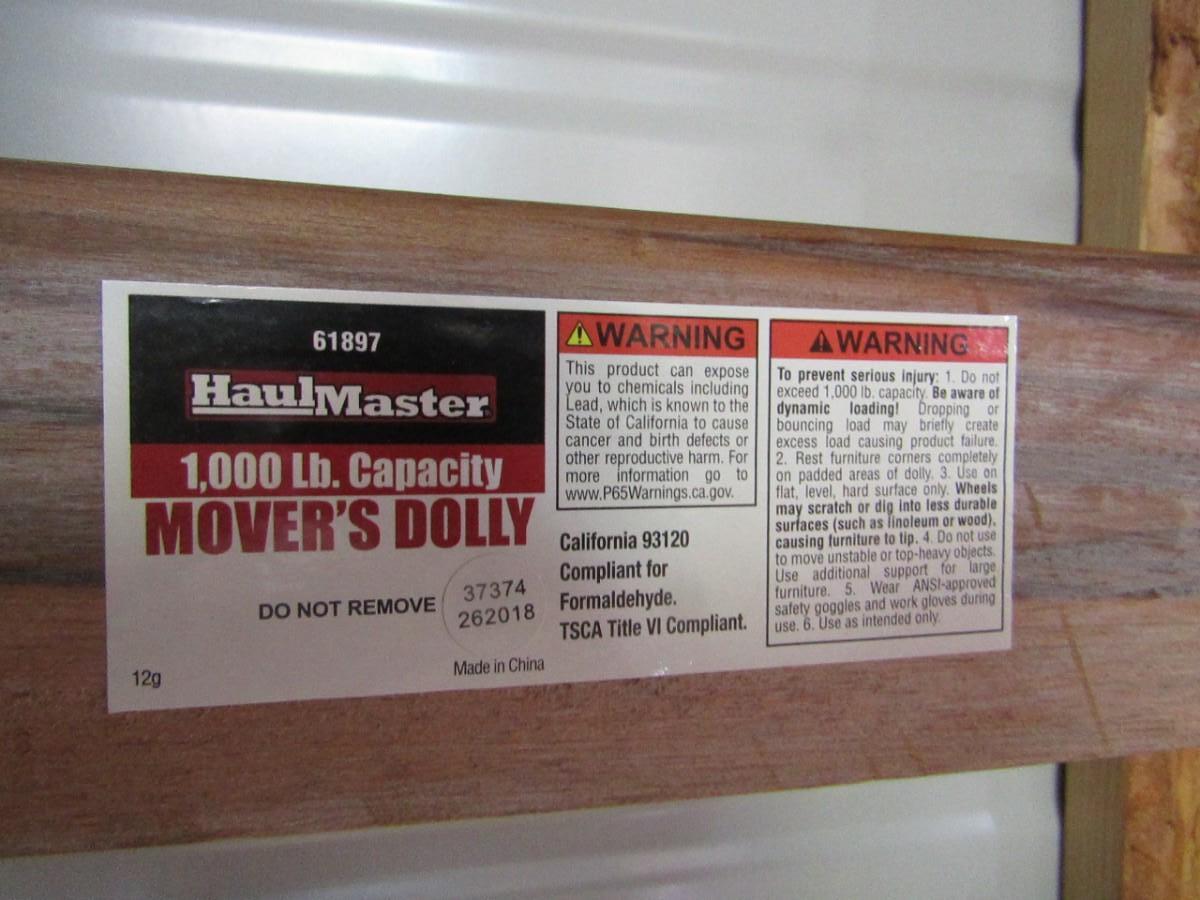 61897
HaulMaster
1,000 Lb. Capacity
MOVER'S DOLLY
DO NOT REMOVE
37374
262018
Made in China
12g
WARNING
This product can expose
you to chemicals including
Lead, which is known to the
State of California to cause
cancer and birth defects or
other reproductive harm. For
more information go to
www.P65Warnings.ca.gov.
California 93120
Compliant for
Formaldehyde.
TSCA Title VI Compliant.
WARNING
To prevent serious injury: 1. Do not
exceed 1,000 lb. capacity. Be aware of
dynamic loading! Dropping or
bouncing load may briefly create
excess load causing product failure.
2. Rest furniture corners completely
on padded areas of dolly. 3. Use on
flat, level, hard surface only. Wheels
may scratch or dig into less durable
surfaces (such as linoleum or wood),
causing furniture to tip. 4. Do not use
to move unstable or top-heavy objects.
Use additional support for large
furniture. 5. Wear ANSI-approved
safety goggles and work gloves during
use. 6. Use as intended only.